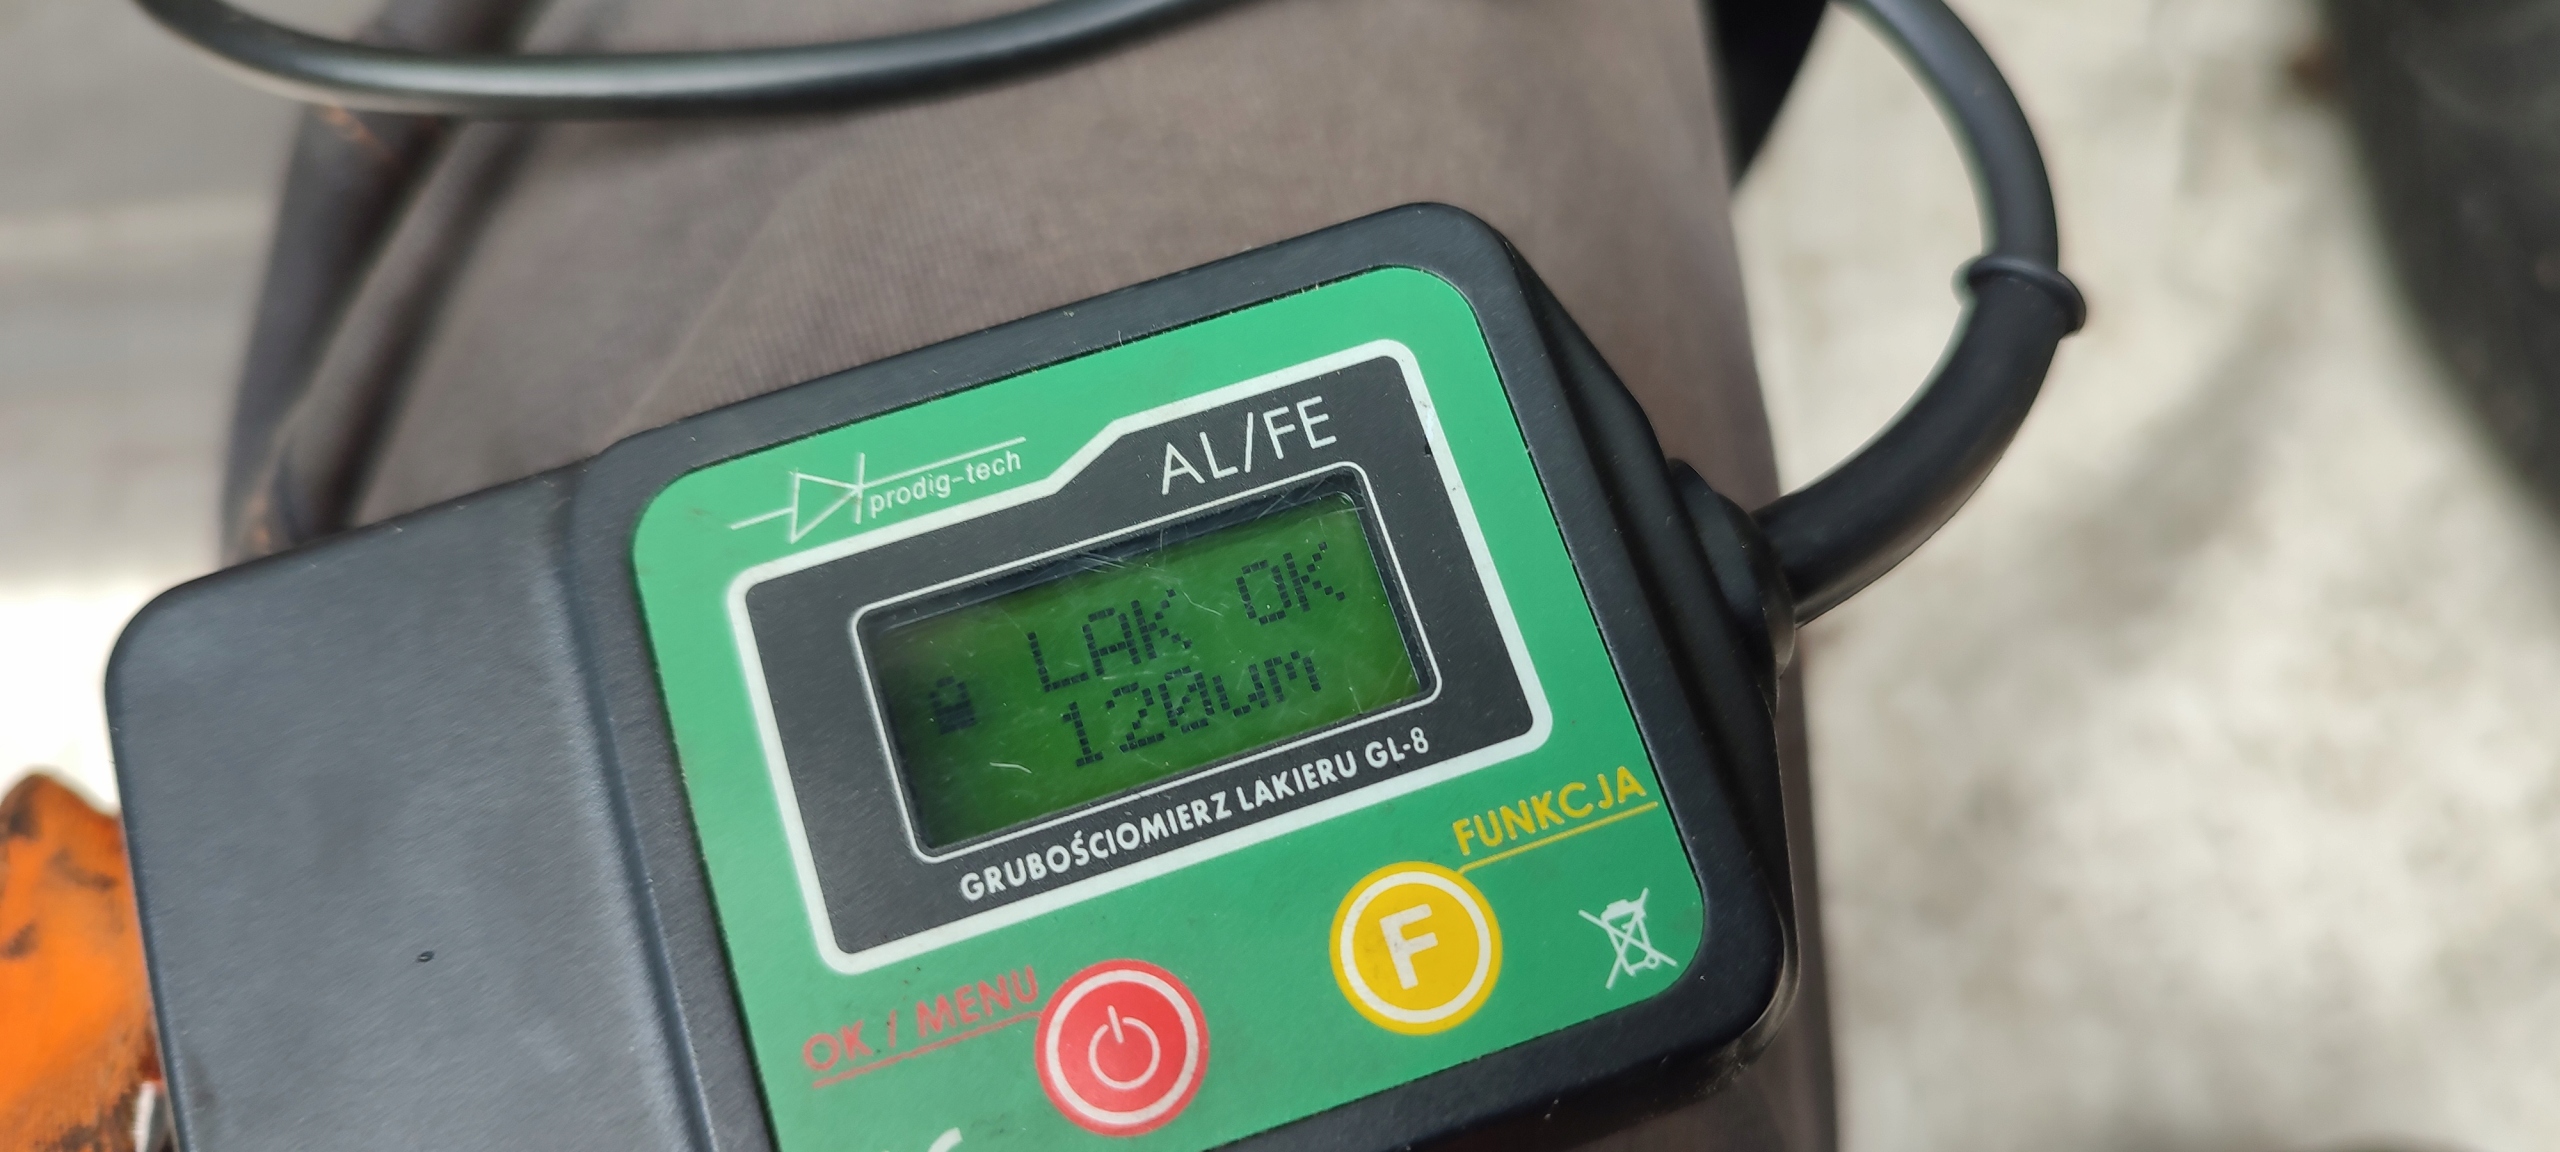 prodig-tech
AL/FE
LAK OK
120um
GRUBOŚCIOMIERZ LAKIERU GL-8
FUNKCJA
F
OK / MENU